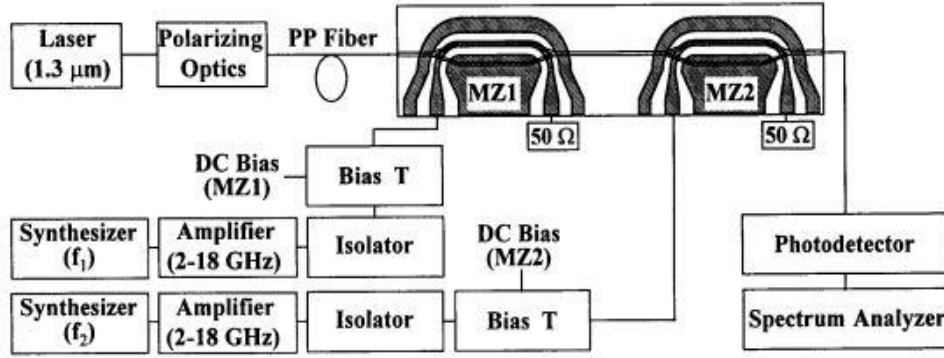 Laser
(1.3 μm)
Polarizing
Optics
PP Fiber
MZ1
MZ2
50 Ω
50 Ω
DC Bias
(MZ1)
Bias T
Synthesizer
(f₁)
Amplifier
(2-18 GHz)
Isolator
DC Bias
(MZ2)
Photodetector
Synthesizer
(f₂)
Amplifier
(2-18 GHz)
Isolator
Bias T
Spectrum Analyzer